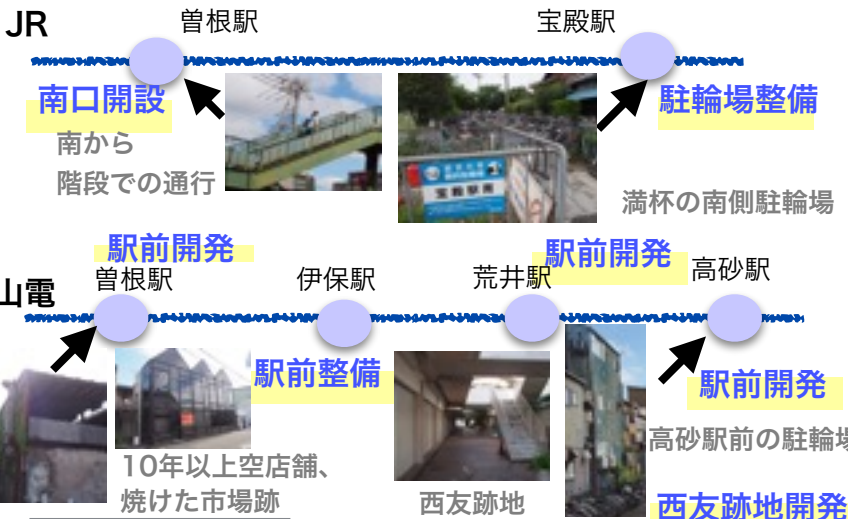 JR
曽根駅
宝殿駅
南口開設
駐輪場整備
南から
階段での通行
宝殿駅南
満杯の南側駐輪場
駅前開発
駅前開発
山電
曽根駅
伊保駅
荒井駅
高砂駅
駅前整備
駅前開発
高砂駅前の駐輪場
10年以上空店舗、
焼けた市場跡
西友跡地
西友跡地開発